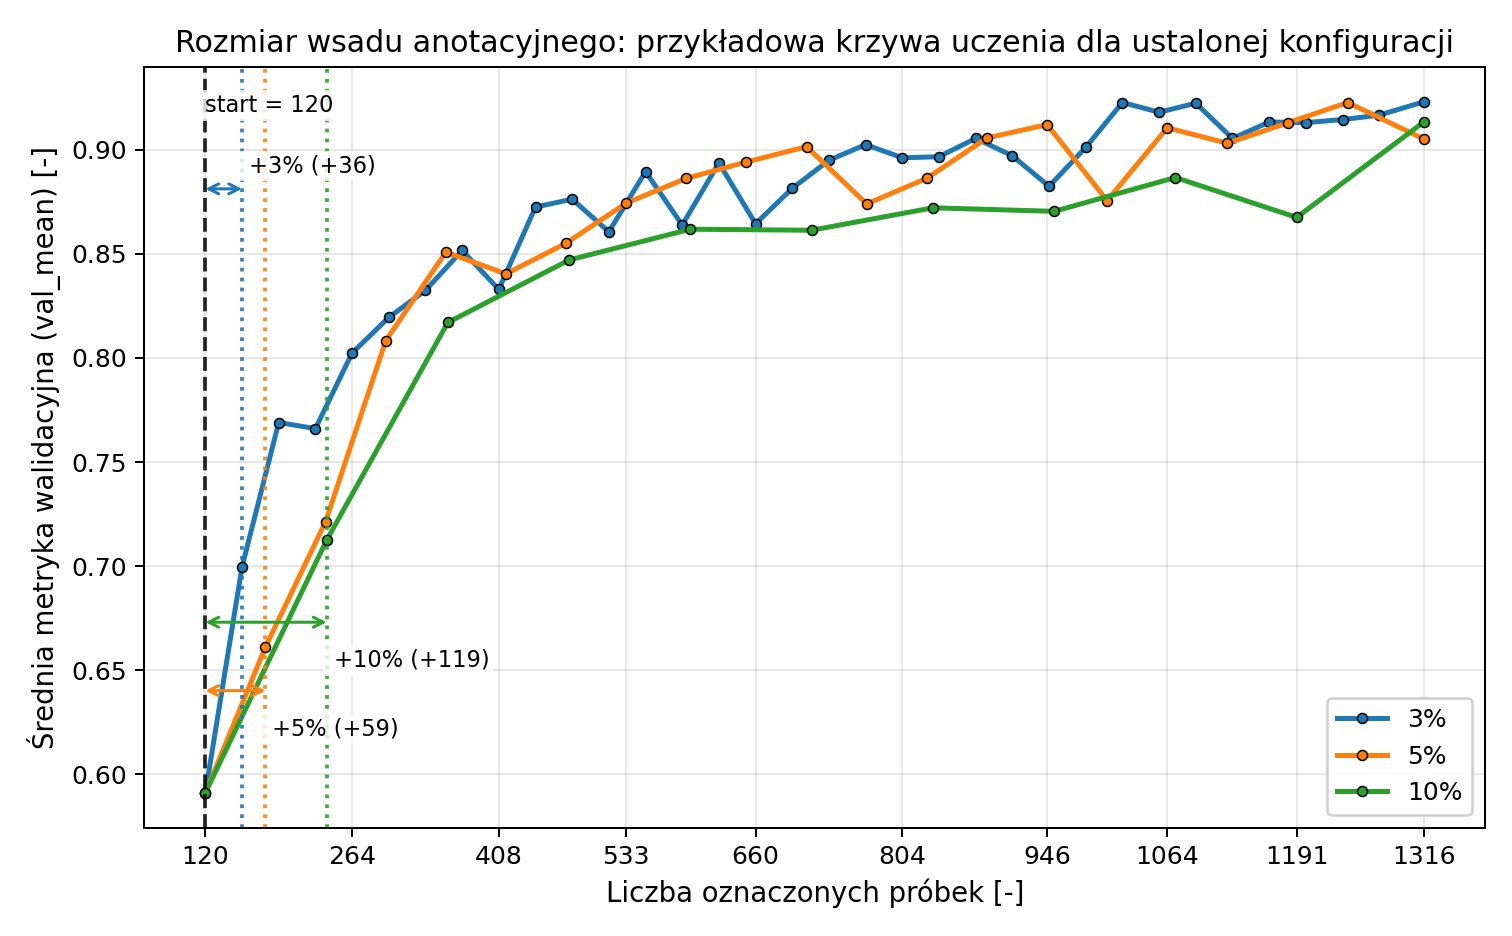 Rozmiar wsadu anotacyjnego: przykładowa krzywa uczenia dla ustalonej konfiguracji
Średnia metryka walidacyjna (val_mean) [-]
0.90
0.85
0.80
0.75
0.70
0.65
0.60
start = 120
+3% (+36)
+10% (+119)
+5% (+59)
3%
5%
10%
120 264 408 533 660 804 946 1064 1191 1316
Liczba oznaczonych próbek [-]